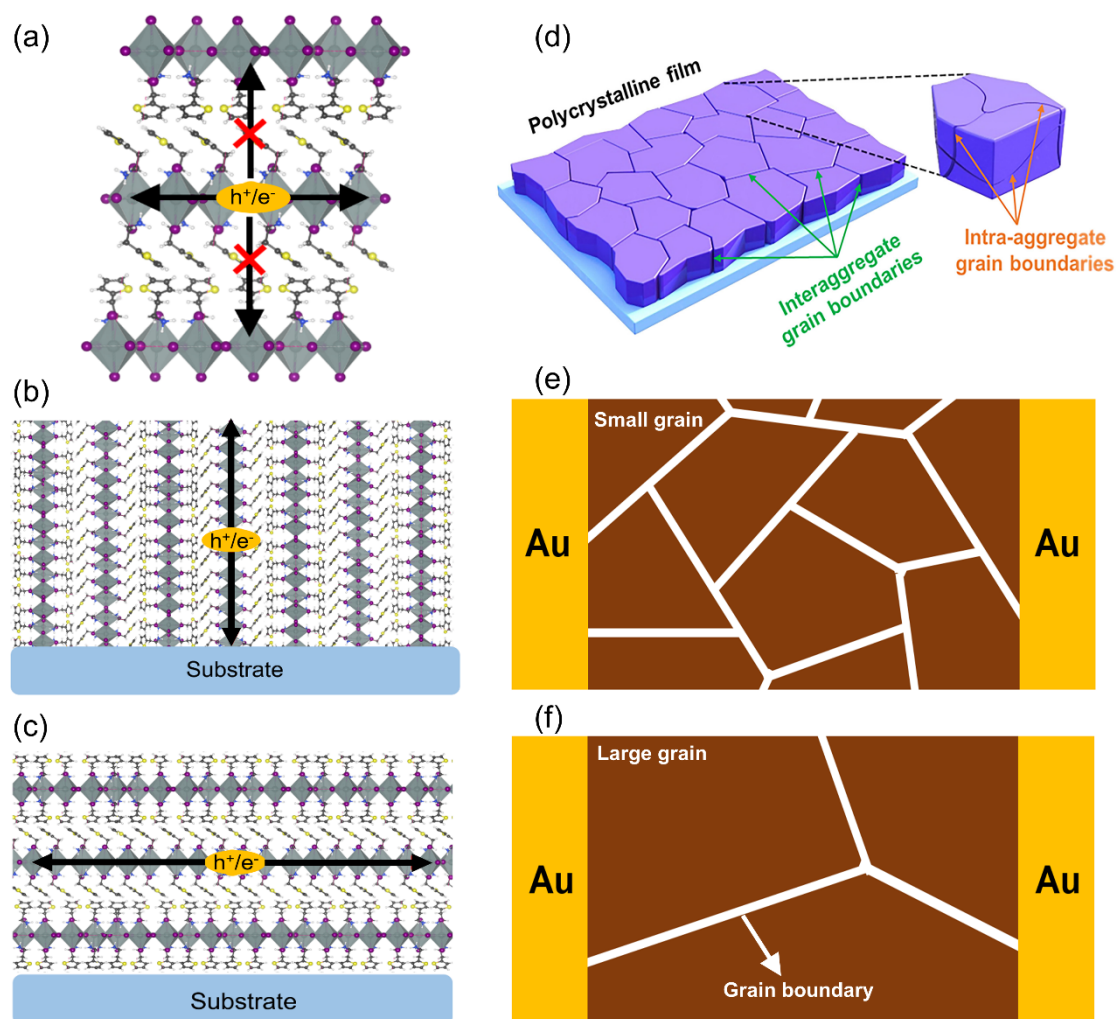 (a)
h⁺/e⁻
(b)
h⁺/e⁻
Substrate
(c)
h⁺/e⁻
Substrate
(d)
Polycrystalline film
Interaggregate
grain boundaries
Intra-aggregate
grain boundaries
(e)
Small grain
Au
Au
(f)
Large grain
Au
Au
Grain boundary